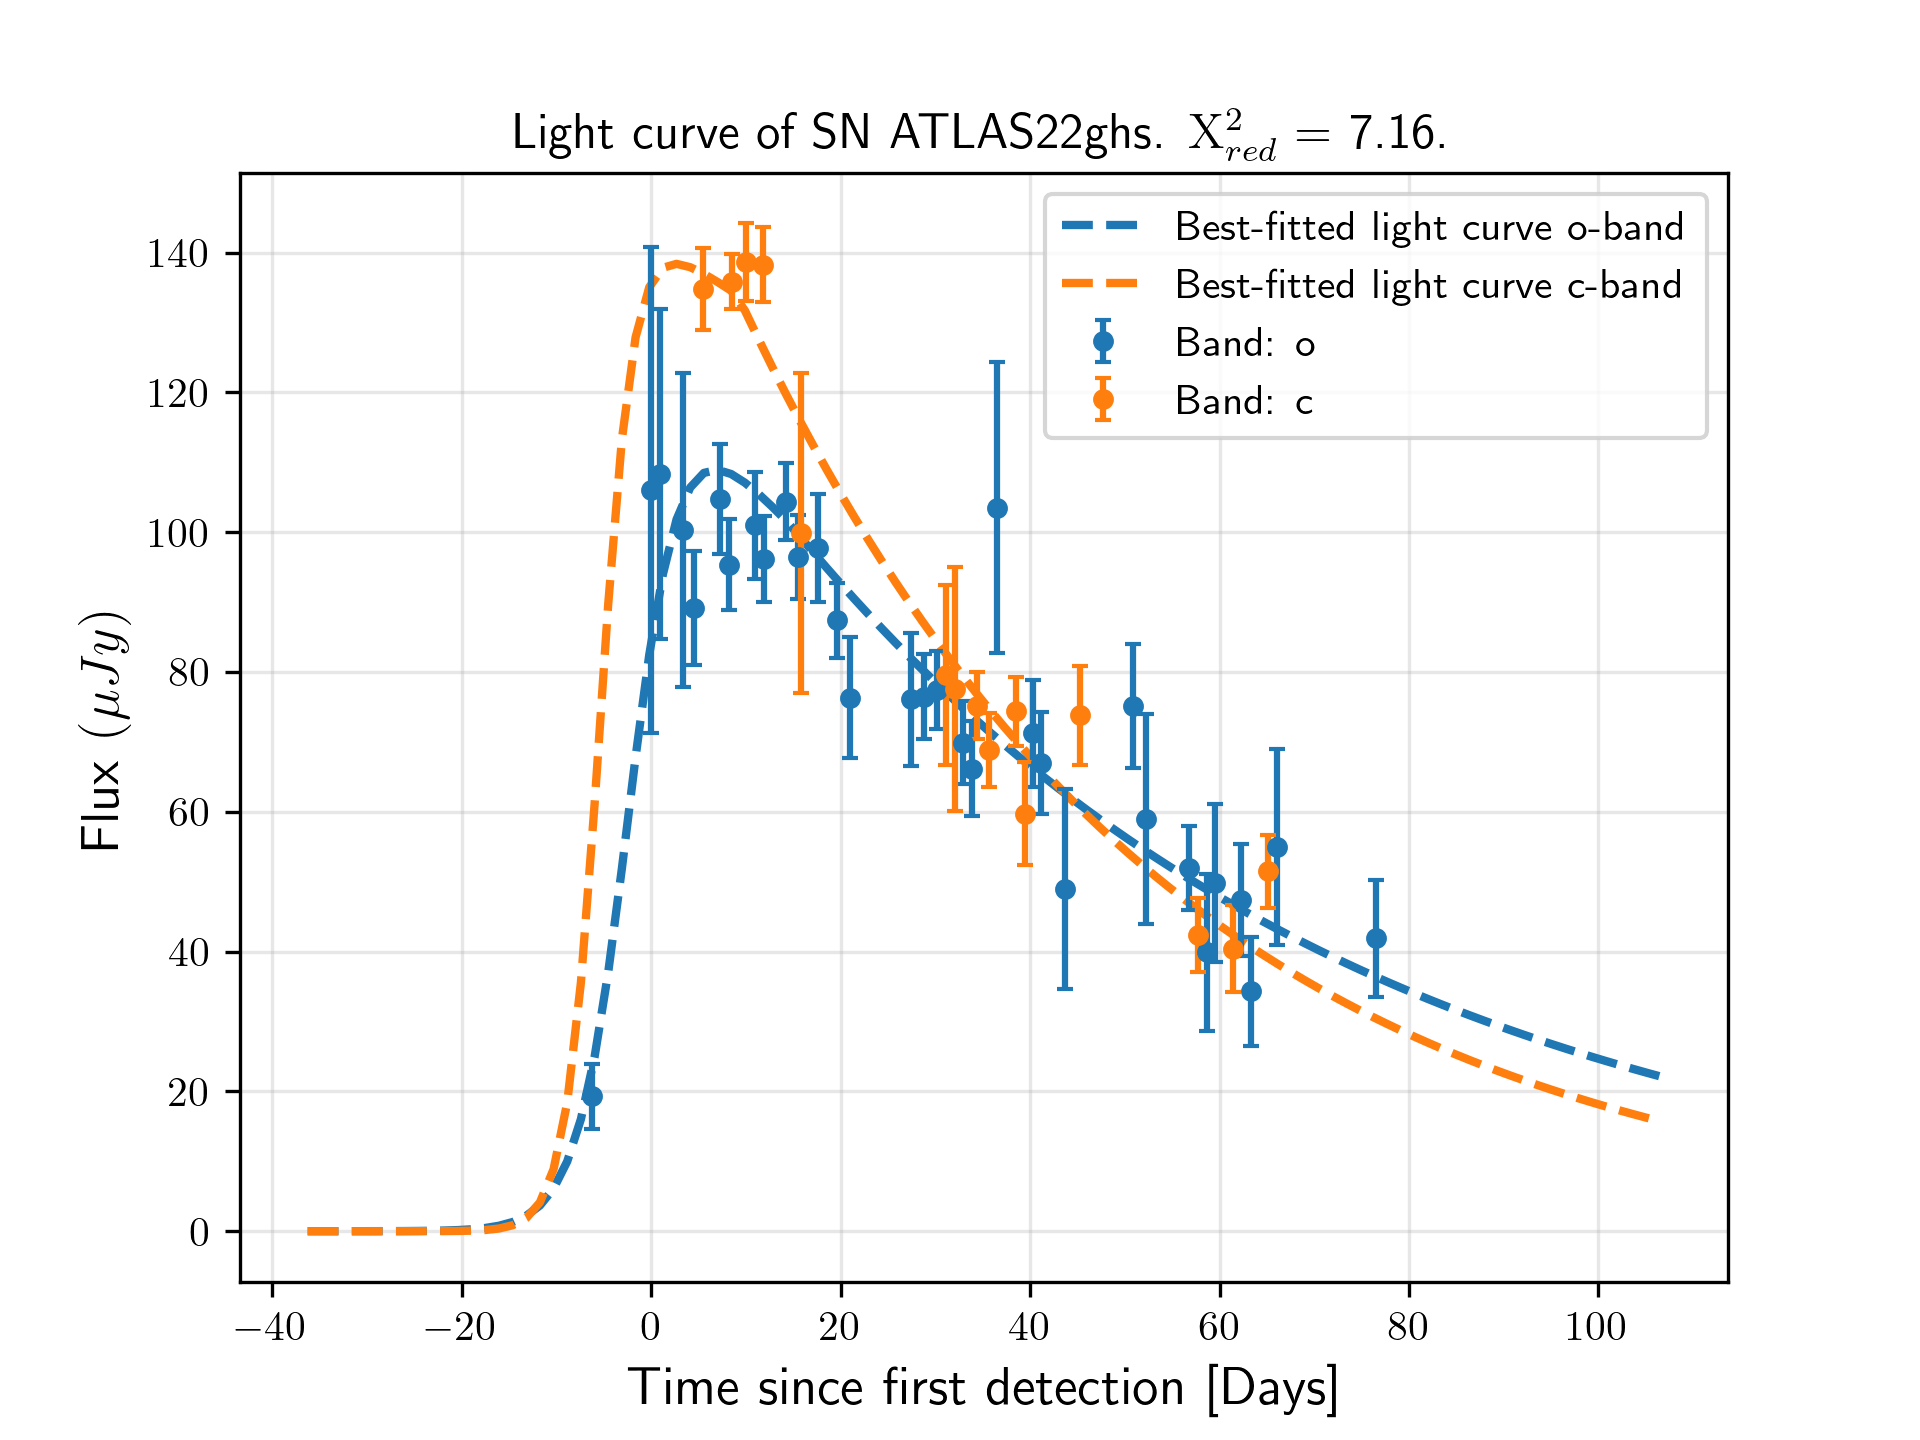 Light curve of SN ATLAS22ghs. X²_red = 7.16.
Best-fitted light curve o-band
Best-fitted light curve c-band
Band: o
Band: c
140
120
100
80
60
40
20
0
Flux (μJy)
−40 −20 0 20 40 60 80 100
Time since first detection [Days]